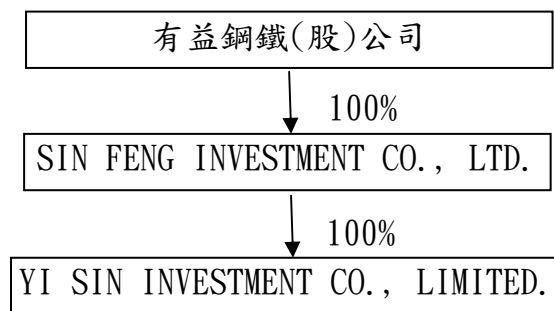 有益鋼鐵(股)公司
100%
SIN FENG INVESTMENT CO., LTD.
100%
YI SIN INVESTMENT CO., LIMITED.